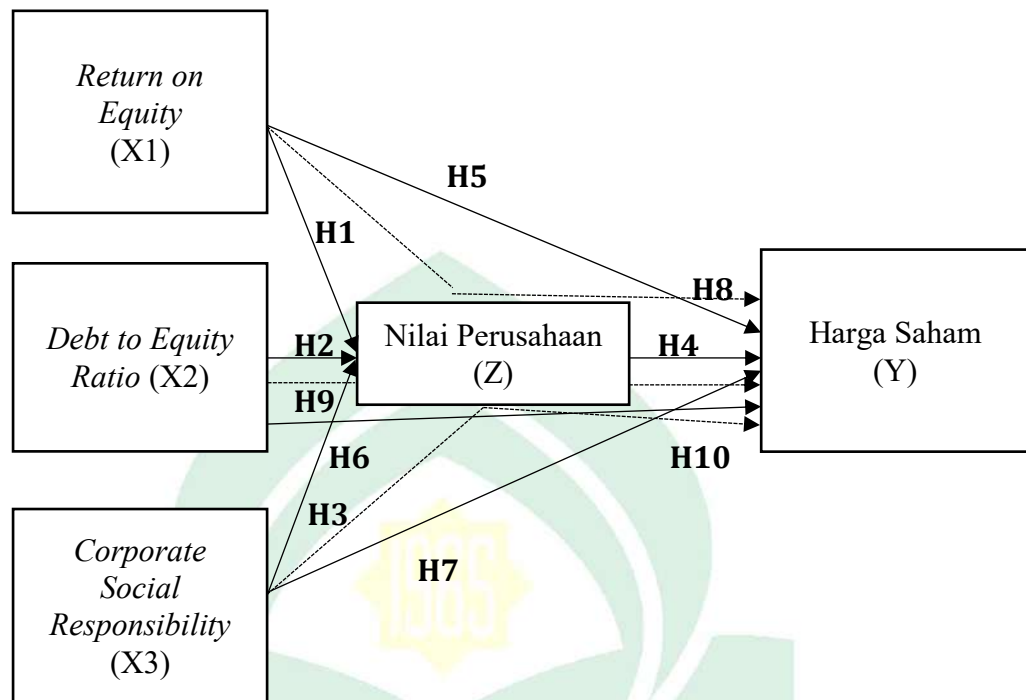 Return on
Equity
(X1)
H5
H1
Debt to Equity
Ratio (X2)
H2
H9
H6
H3
Nilai Perusahaan
(Z)
H8
H4
H10
H7
Harga Saham
(Y)
Corporate
Social
Responsibility
(X3)
1985